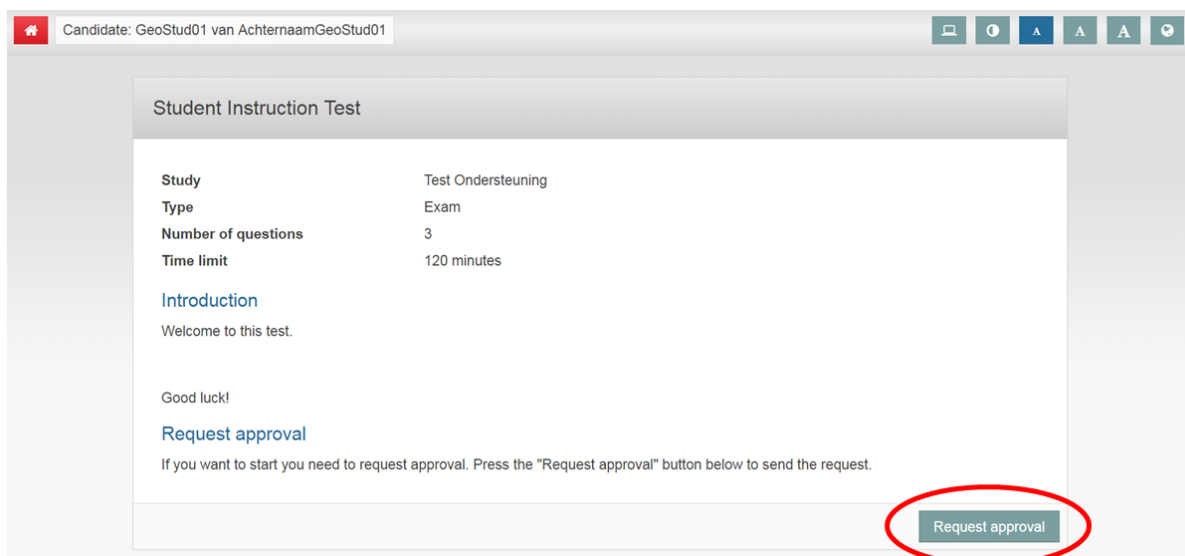 Candidate: GeoStud01 van AchternaamGeoStud01
A A A
Student Instruction Test
Study Test Ondersteuning
Type Exam
Number of questions 3
Time limit 120 minutes
Introduction
Welcome to this test.
Good luck!
Request approval
If you want to start you need to request approval. Press the "Request approval" button below to send the request.
Request approval